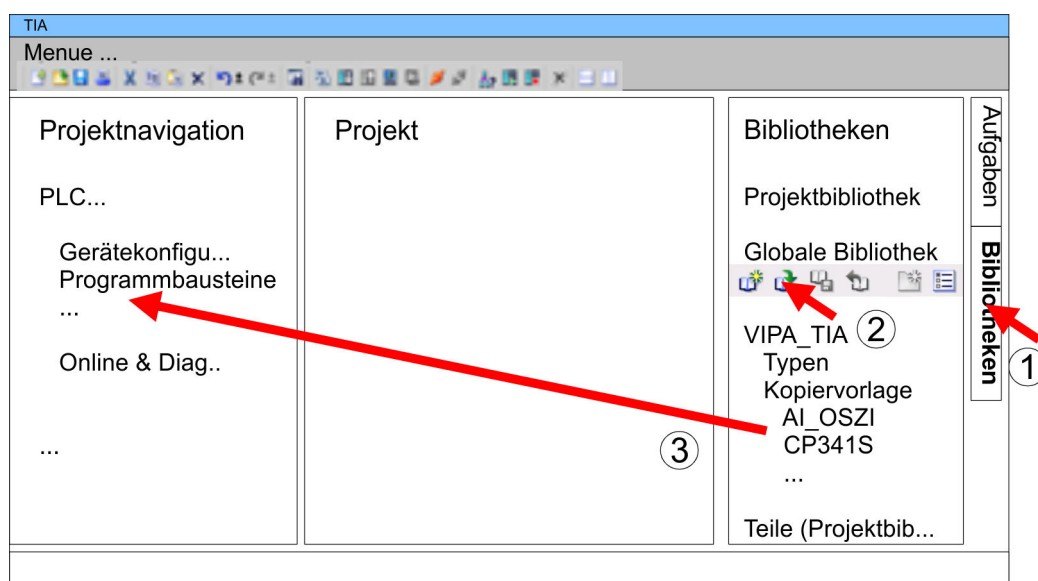 TIA
Menue ...
Projektnavigation
PLC...
Gerätekonfigu...
Programmbausteine
...
Online & Diag..
...
Projekt
Bibliotheken
Projektbibliothek
Globale Bibliothek
VIPA_TIA
Typen
Kopiervorlage
AI_OSZI
CP341S
...
Teile (Projektbib...
Aufgaben
Bibliotheken
1
2
3